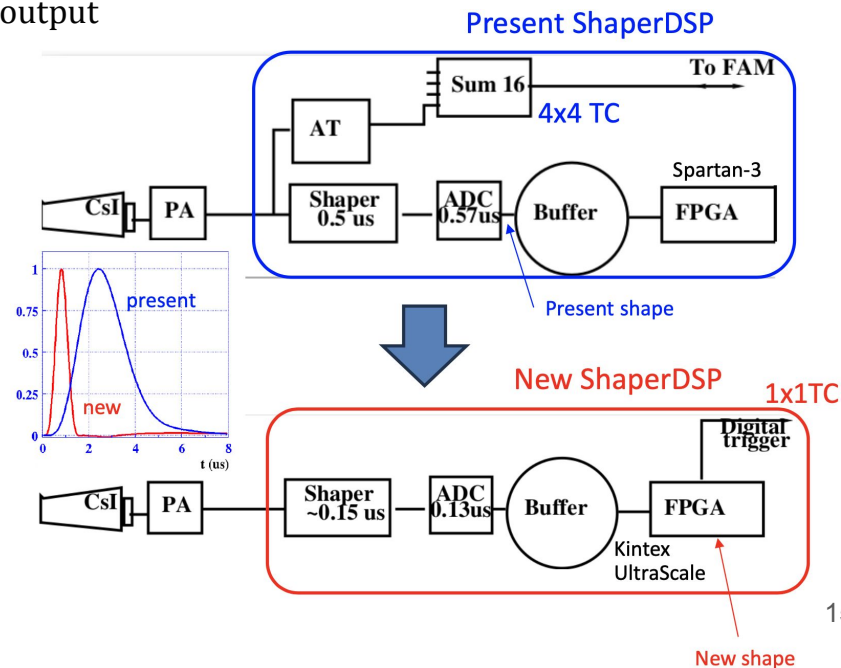 output
Present ShaperDSP
To FAM
Sum 16
4x4 TC
AT
Spartan-3
CsI
PA
Shaper
0.5 us
ADC
0.57us
Buffer
FPGA
Present shape
1
0.75
0.5
0.25
0
present
new
0 2 4 6 8
t (us)
New ShaperDSP
1x1TC
Digital
trigger
CsI
PA
Shaper
~0.15 us
ADC
0.13us
Buffer
FPGA
Kintex
UltraScale
New shape